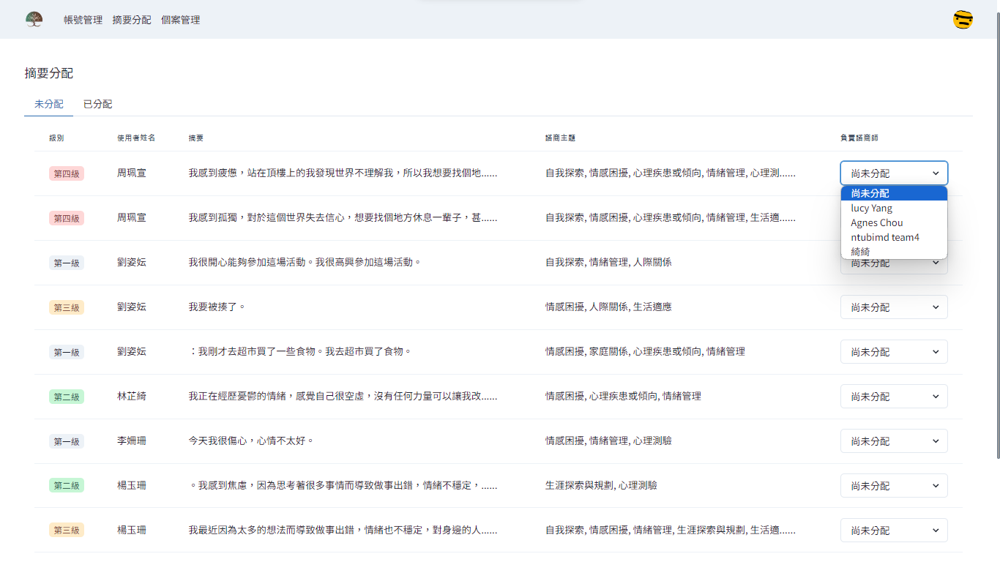 帳號管理 摘要分配 個案管理
摘要分配
未分配 已分配
級別 使用者姓名 摘要 諮商主題 負責諮商師
第四級 周珮宣 我感到疲憊，站在頂樓上的我發現世界不理解我，所以我想要找個地...... 自我探索, 情感困擾, 心理疾患或傾向, 情緒管理, 心理測...... 尚未分配
尚未分配
lucy Yang
Agnes Chou
ntubimd team4
綺綺
第四級 周珮宣 我感到孤獨，對於這個世界失去信心，想要找個地方休息一輩子，甚...... 自我探索, 情感困擾, 心理疾患或傾向, 情緒管理, 生活適......
第一級 劉姿妘 我很開心能夠參加這場活動。我很高興參加這場活動。 自我探索, 情緒管理, 人際關係 尚未分配
第三級 劉姿妘 我要被揍了。 情感困擾, 人際關係, 生活適應 尚未分配
第一級 劉姿妘 ：我剛才去超市買了一些食物。我去超市買了食物。 情感困擾, 家庭關係, 心理疾患或傾向, 情緒管理 尚未分配
第二級 林芷綺 我正在經歷憂鬱的情緒，感覺自己很空虛，沒有任何力量可以讓我改...... 情感困擾, 心理疾患或傾向, 情緒管理 尚未分配
第一級 李姍珊 今天我很傷心，心情不太好。 情感困擾, 情緒管理, 心理測驗 尚未分配
第二級 楊玉珊 。我感到焦慮，因為思考著很多事情而導致做事出錯，情緒不穩定，...... 生涯探索與規劃, 心理測驗 尚未分配
第三級 楊玉珊 我最近因為太多的想法而導致做事出錯，情緒也不穩定，對身邊的人...... 自我探索, 情感困擾, 情緒管理, 生涯探索與規劃, 生活適...... 尚未分配